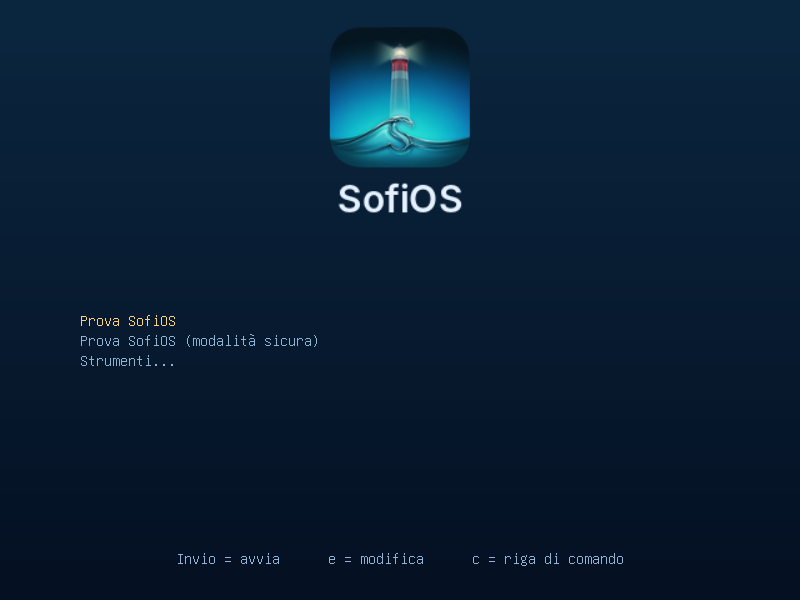 SofiOS
Prova SofiOS
Prova SofiOS (modalità sicura)
Strumenti...
Invio = avvia e = modifica c = riga di comando